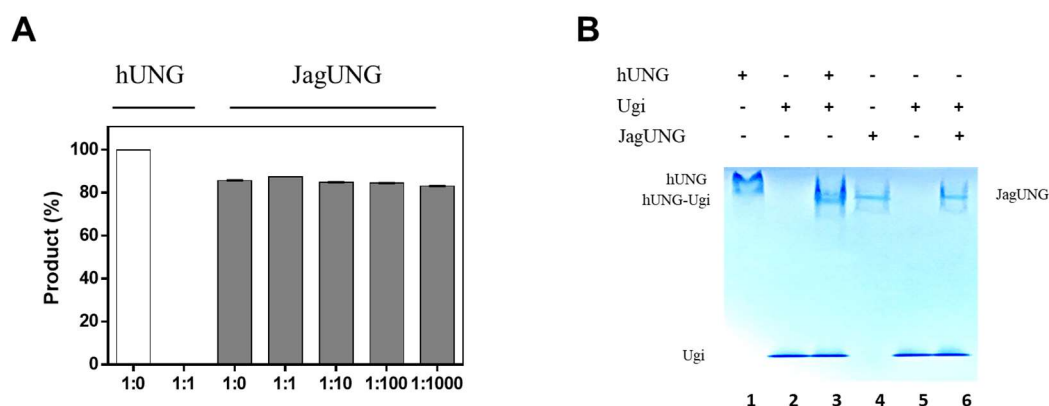 A
hUNG JagUNG
100
80
60
40
20
0
Product (%)
1:0 1:1 1:0 1:1 1:10 1:100 1:1000
B
hUNG + - + - - -
Ugi - + + - + +
JagUNG - - - + - +
hUNG
hUNG-Ugi
JagUNG
Ugi
1 2 3 4 5 6